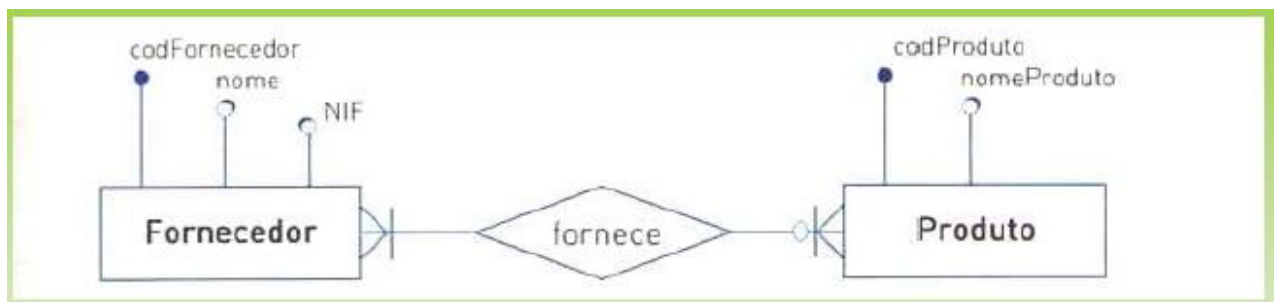 codFornecedor
nome
NIF
Fornecedor
fornece
codProduto
nomeProduto
Produto